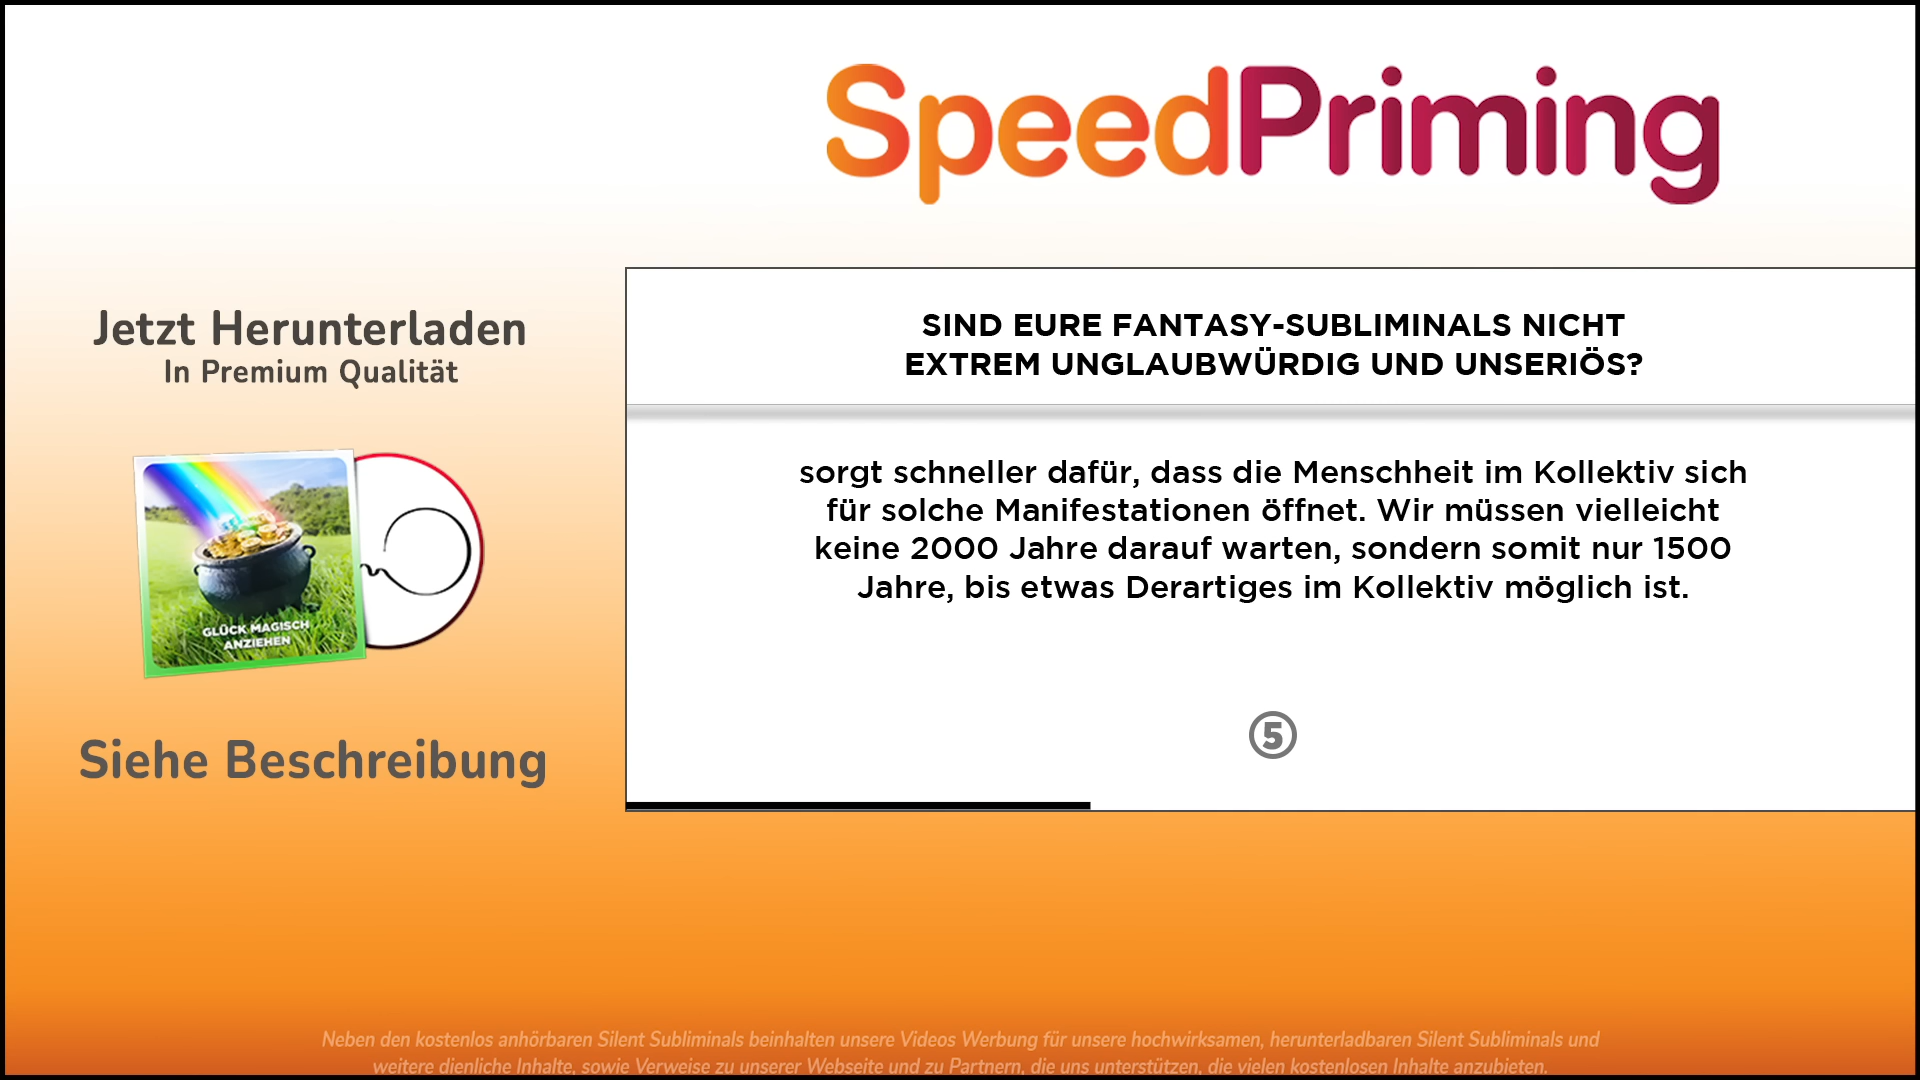 SpeedPriming
Jetzt Herunterladen
In Premium Qualität
GLÜCK MAGISCH
ANZIEHEN
Siehe Beschreibung
SIND EURE FANTASY-SUBLIMINALS NICHT
EXTREM UNGLAUBWÜRDIG UND UNSERIÖS?
sorgt schneller dafür, dass die Menschheit im Kollektiv sich
für solche Manifestationen öffnet. Wir müssen vielleicht
keine 2000 Jahre darauf warten, sondern somit nur 1500
Jahre, bis etwas Derartiges im Kollektiv möglich ist.
5
Neben den kostenlos anhörbaren Silent Subliminals beinhalten unsere Videos Werbung für unsere hochwirksamen, herunterladbaren Silent Subliminals und
weitere dienliche Inhalte, sowie Verweise zu unserer Webseite und zu Partnern, die uns unterstützen, die vielen kostenlosen Inhalte anzubieten.